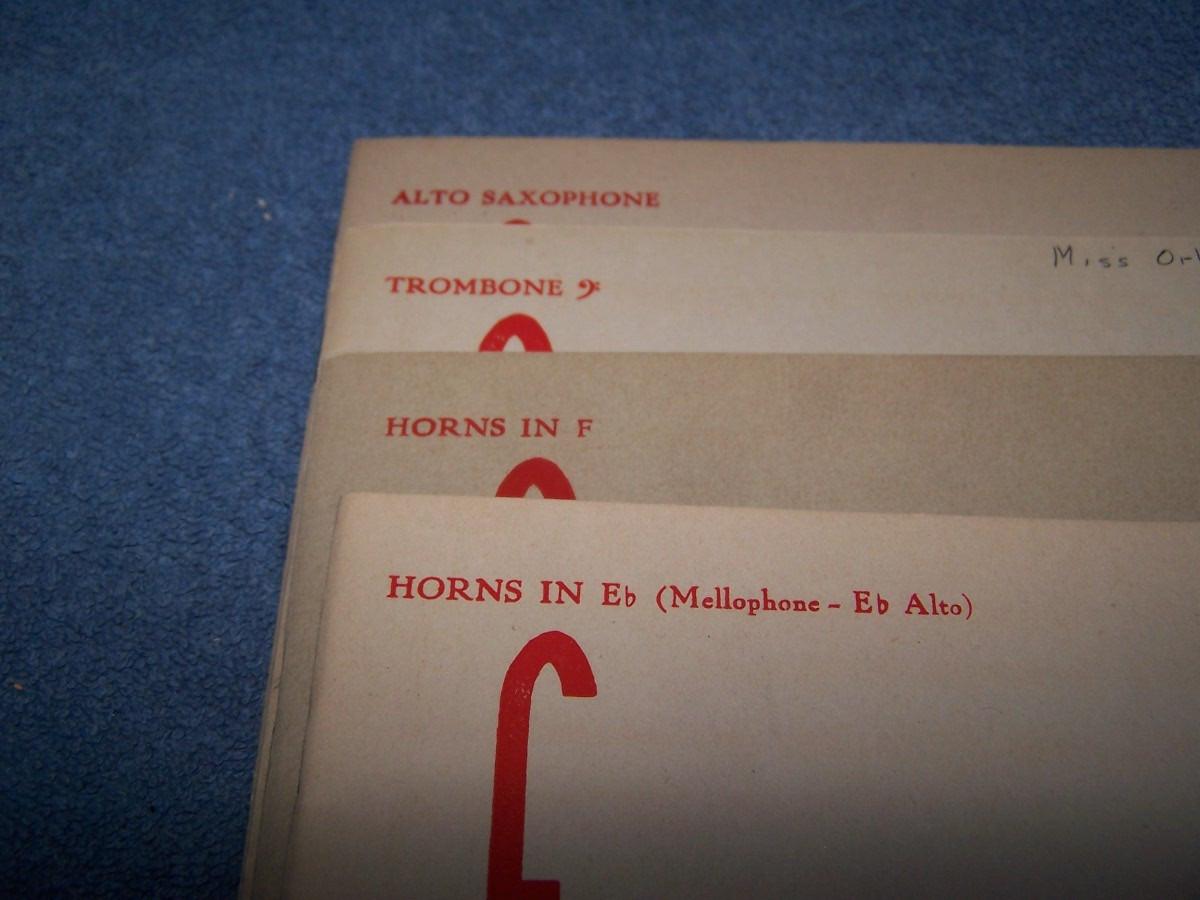 ALTO SAXOPHONE
Miss
TROMBONE 𝄢
HORNS IN F
HORNS IN E♭ (Mellophone - E♭ Alto)